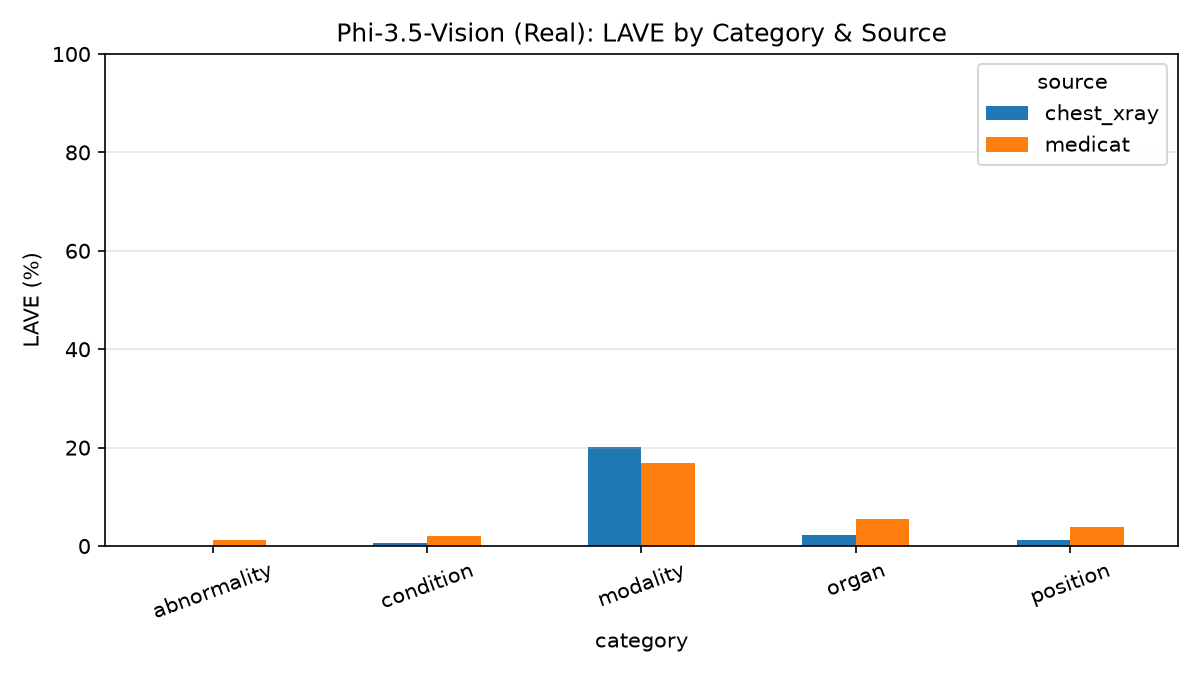 Phi-3.5-Vision (Real): LAVE by Category & Source
100
80
60
40
20
0
LAVE (%)
source
chest_xray
medicat
abnormality
condition
modality
organ
position
category